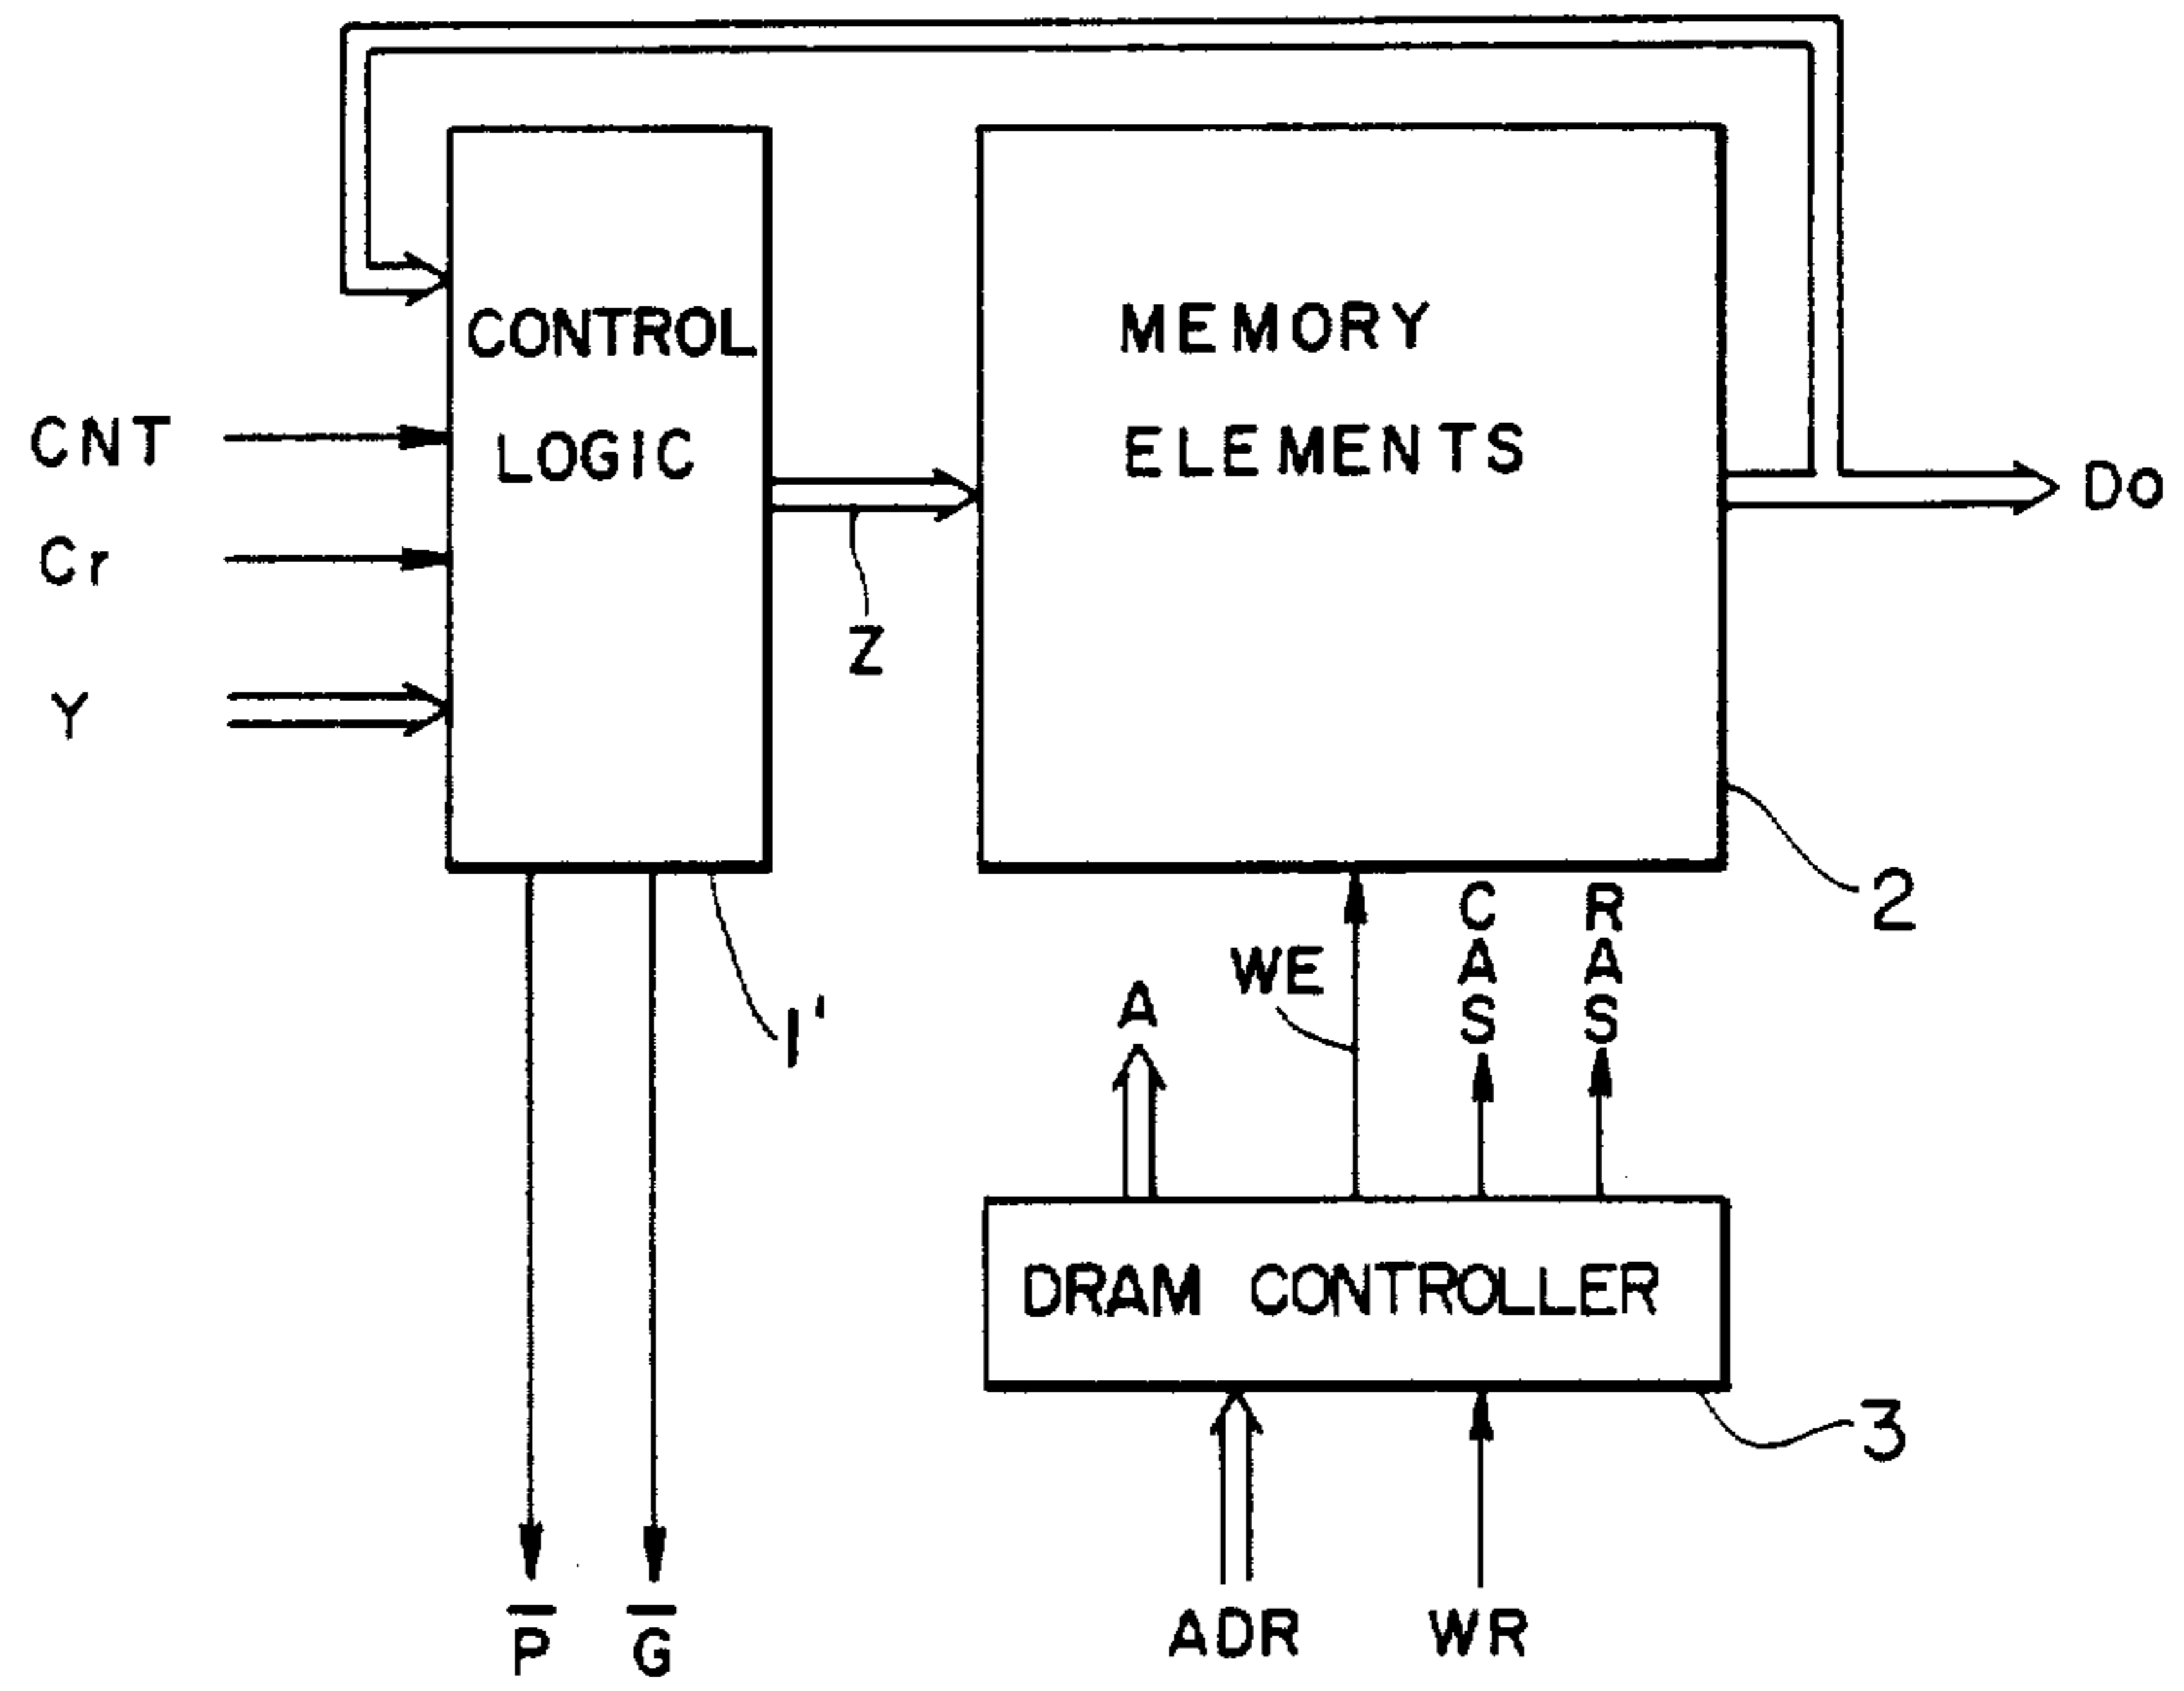 CONTROL
LOGIC
MEMORY
ELEMENTS
CNT
Cr
Y
Z
Do
2
1'
A
WE
CAS
RAS
DRAM CONTROLLER
3
P̅
G̅
ADR
WR